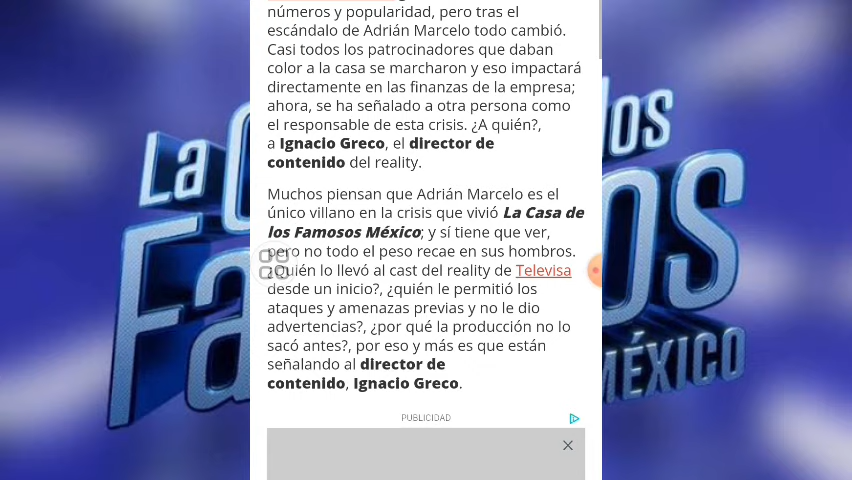 números y popularidad, pero tras el
escándalo de Adrián Marcelo todo cambió.
Casi todos los patrocinadores que daban
color a la casa se marcharon y eso impactará
directamente en las finanzas de la empresa;
ahora, se ha señalado a otra persona como
el responsable de esta crisis. ¿A quién?,
a Ignacio Greco, el director de
contenido del reality.
Muchos piensan que Adrián Marcelo es el
único villano en la crisis que vivió La Casa de
los Famosos México; y sí tiene que ver,
pero no todo el peso recae en sus hombros.
¿Quién lo llevó al cast del reality de Televisa
desde un inicio?, ¿quién le permitió los
ataques y amenazas previas y no le dio
advertencias?, ¿por qué la producción no lo
sacó antes?, por eso y más es que están
señalando al director de
contenido, Ignacio Greco.
PUBLICIDAD
La
Fa
los
os
MÉXICO